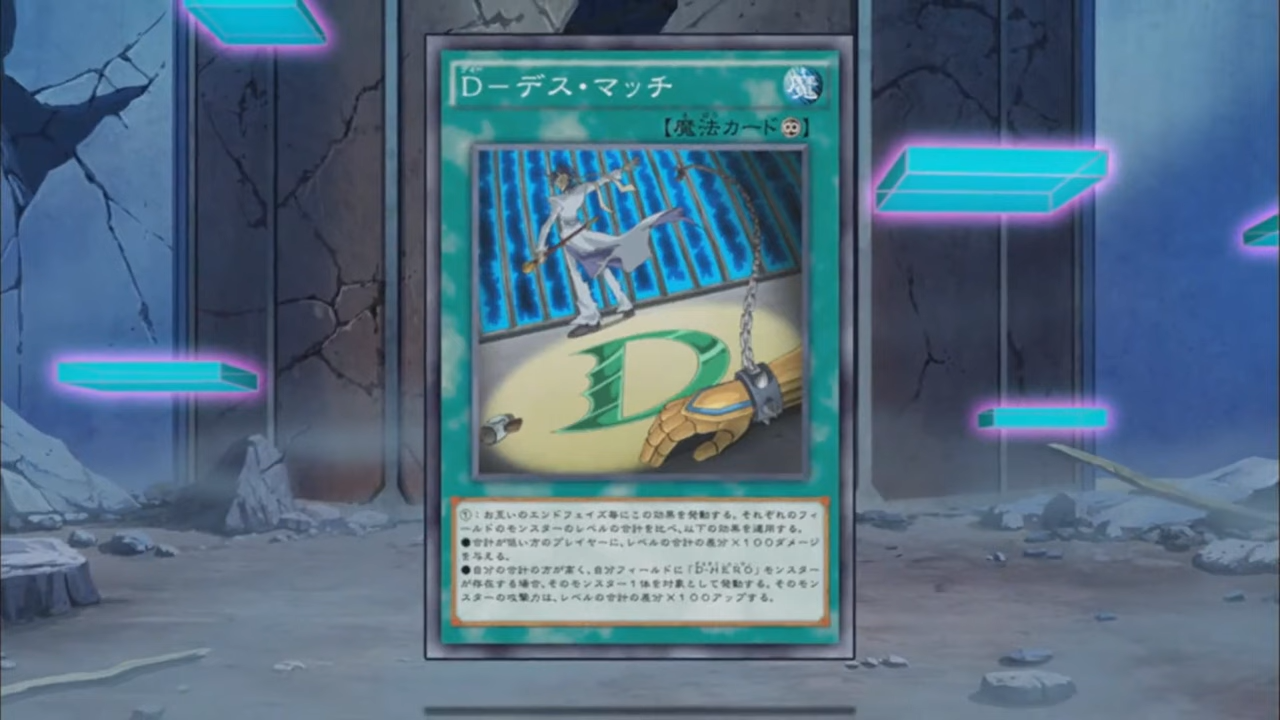 ディー
D－デス・マッチ
魔
【魔法カード】
①：お互いのエンドフェイズ毎にこの効果を発動する。それぞれのフィ
ールドのモンスターのレベルの合計を比べ、以下の効果を適用する。
●合計が低い方のプレイヤーに、レベルの合計の差分×１００ダメージ
を与える。
●自分の合計の方が高く、自分フィールドに「D-HERO」モンスター
が存在する場合、そのモンスター１体を対象として発動する。そのモン
スターの攻撃力は、レベルの合計の差分×１００アップする。
D